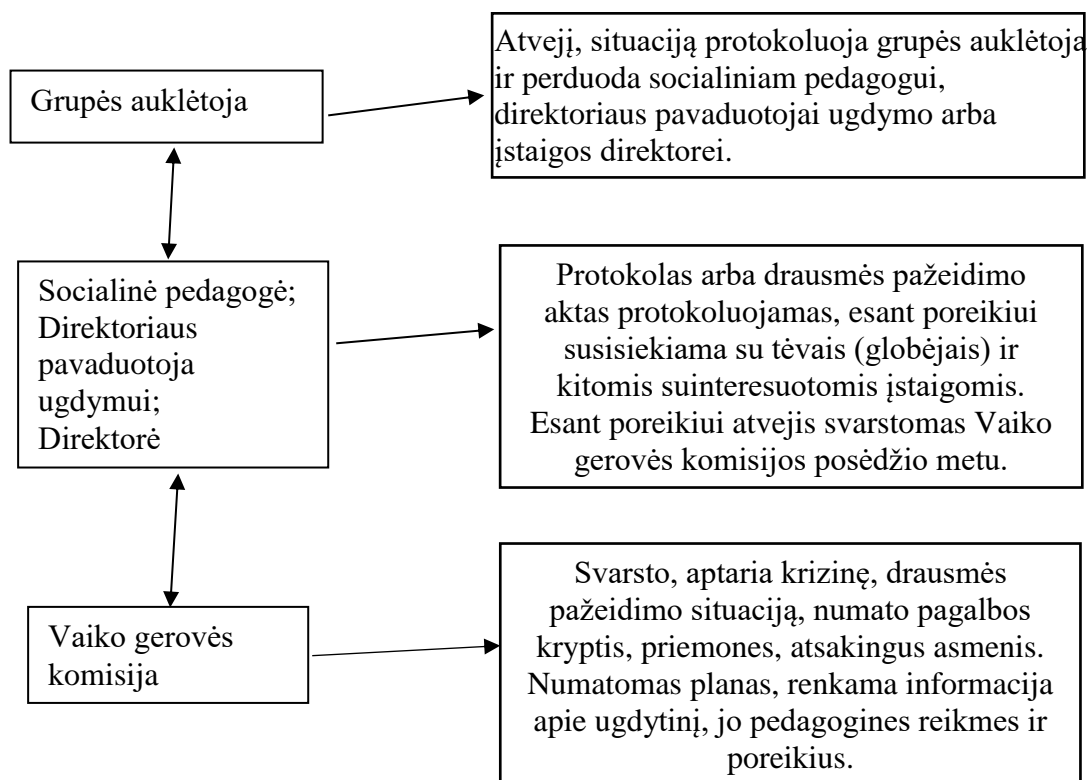 Grupės auklėtoja
Atvejį, situaciją protokoluoja grupės auklėtoja
ir perduoda socialiniam pedagogui,
direktoriaus pavaduotojai ugdymo arba
įstaigos direktorei.
Socialinė pedagogė;
Direktoriaus
pavaduotoja
ugdymui;
Direktorė
Protokolas arba drausmės pažeidimo
aktas protokoluojamas, esant poreikiui
susisiekiama su tėvais (globėjais) ir
kitomis suinteresuotomis įstaigomis.
Esant poreikiui atvejis svarstomas Vaiko
gerovės komisijos posėdžio metu.
Vaiko gerovės
komisija
Svarsto, aptaria krizinę, drausmės
pažeidimo situaciją, numato pagalbos
kryptis, priemones, atsakingus asmenis.
Numatomas planas, renkama informacija
apie ugdytinį, jo pedagogines reikmes ir
poreikius.